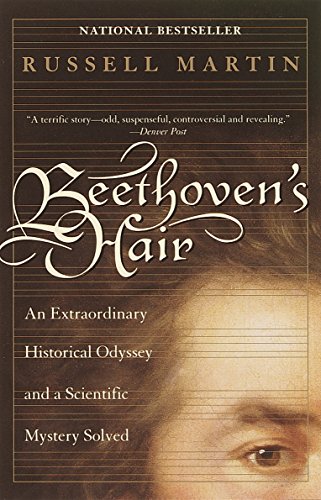 NATIONAL BESTSELLER
RUSSELL MARTIN
“A terrific story—odd, suspenseful, controversial and revealing.”
—Denver Post
Beethoven's
Hair
An Extraordinary
Historical Odyssey
and a Scientific
Mystery Solved